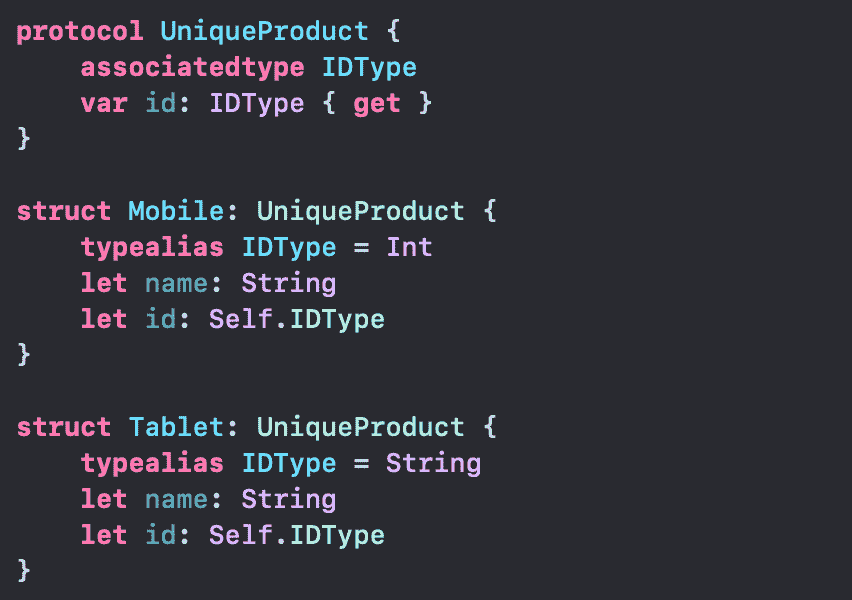 protocol UniqueProduct {
    associatedtype IDType
    var id: IDType { get }
}

struct Mobile: UniqueProduct {
    typealias IDType = Int
    let name: String
    let id: Self.IDType
}

struct Tablet: UniqueProduct {
    typealias IDType = String
    let name: String
    let id: Self.IDType
}